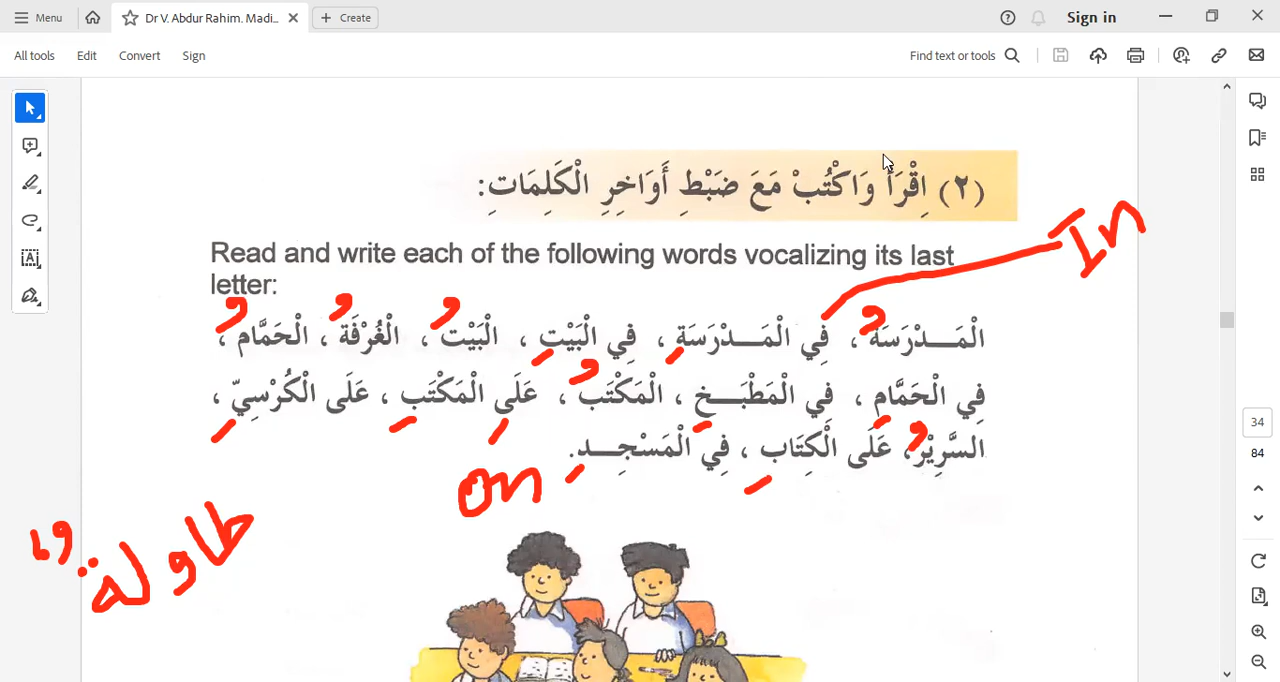 Menu
Dr V. Abdur Rahim. Madi...
Create
Sign in
All tools Edit Convert Sign
Find text or tools
(٢) اِقْرَأْ وَاكْتُبْ مَعَ ضَبْطِ أَوَاخِرِ الْكَلِمَاتِ:
In
Read and write each of the following words vocalizing its last
letter:
الْمَـدْرَسَةُ ، فِي الْمَـدْرَسَةِ ، فِي الْبَيْتِ ، الْبَيْتُ ، الْغُرْفَةُ ، الْحَمَّامُ ،
فِي الْحَمَّامِ ، فِي الْمَطْبَـخِ ، الْمَكْتَبُ ، عَلَى الْمَكْتَبِ ، عَلَى الْكُرْسِيِّ ،
السَّرِيْرُ، عَلَى الْكِتَابِ ، فِي الْمَسْجِـدِ.
on
طاولة
34
84